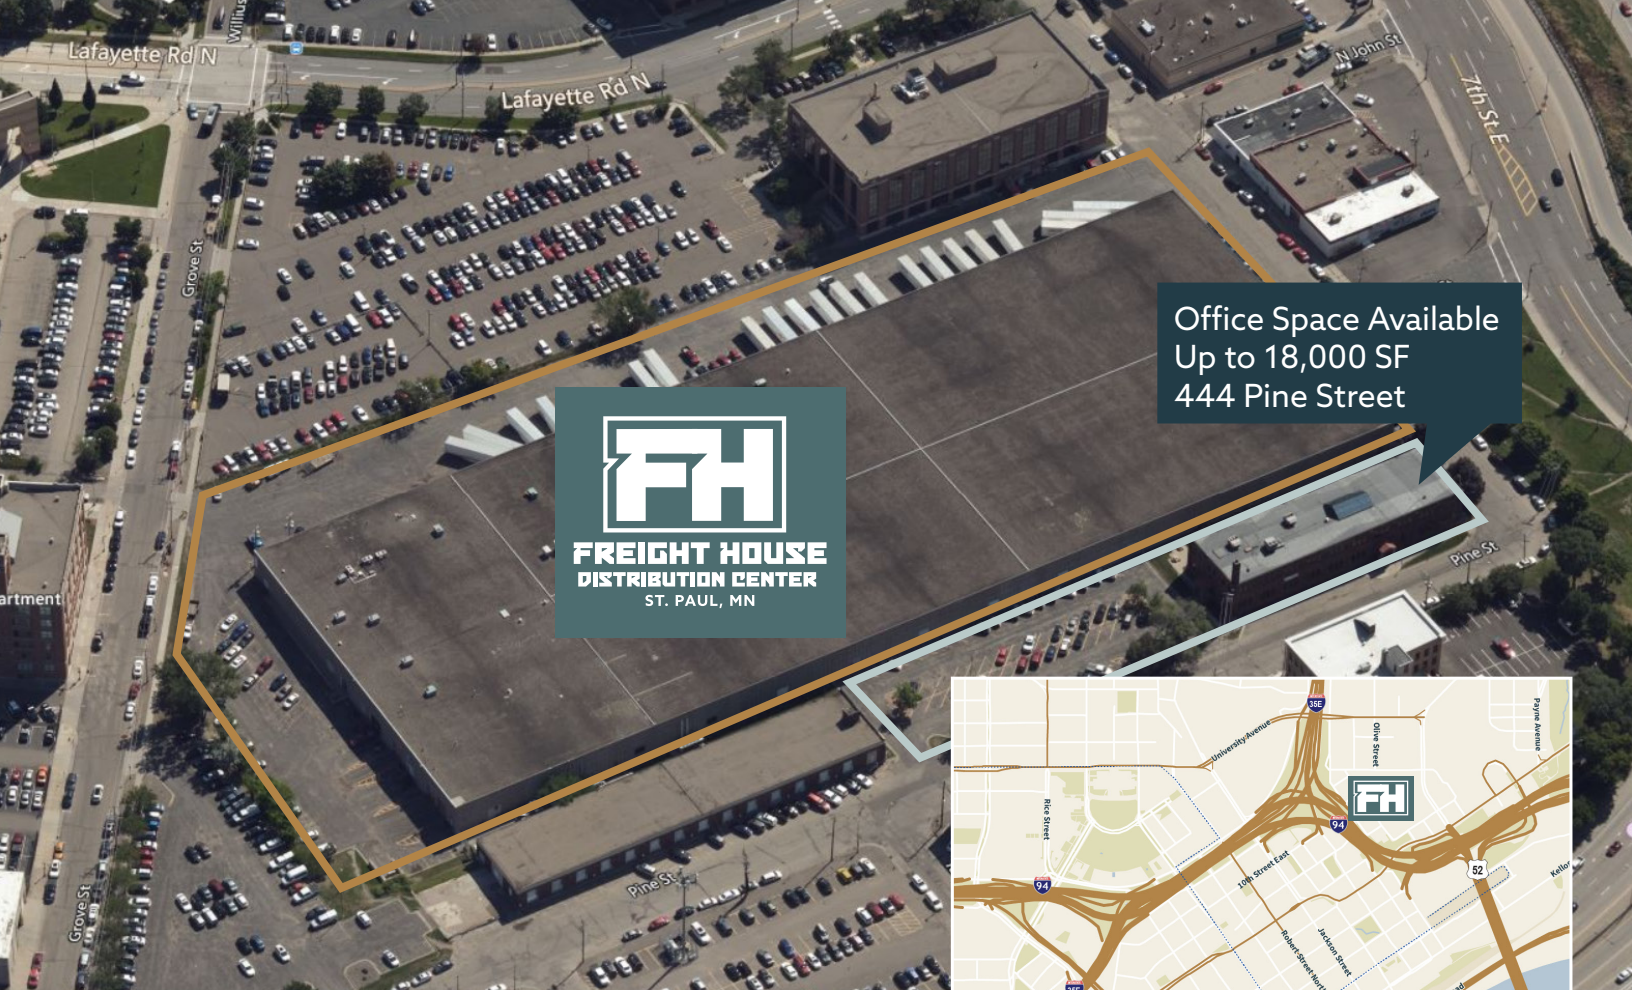 Willius
Lafayette Rd N
Lafayette Rd N
N John St
7th St E
Grove St
Office Space Available
Up to 18,000 SF
444 Pine Street
FH
FREIGHT HOUSE
DISTRIBUTION CENTER
ST. PAUL, MN
artment
Pine St
Pine St
Grove St
35E
University Avenue
Olive Street
Payne Avenue
Rice Street
FH
94
94
52
10th Street East
Kello
Robert Street North
Jackson Street
35E